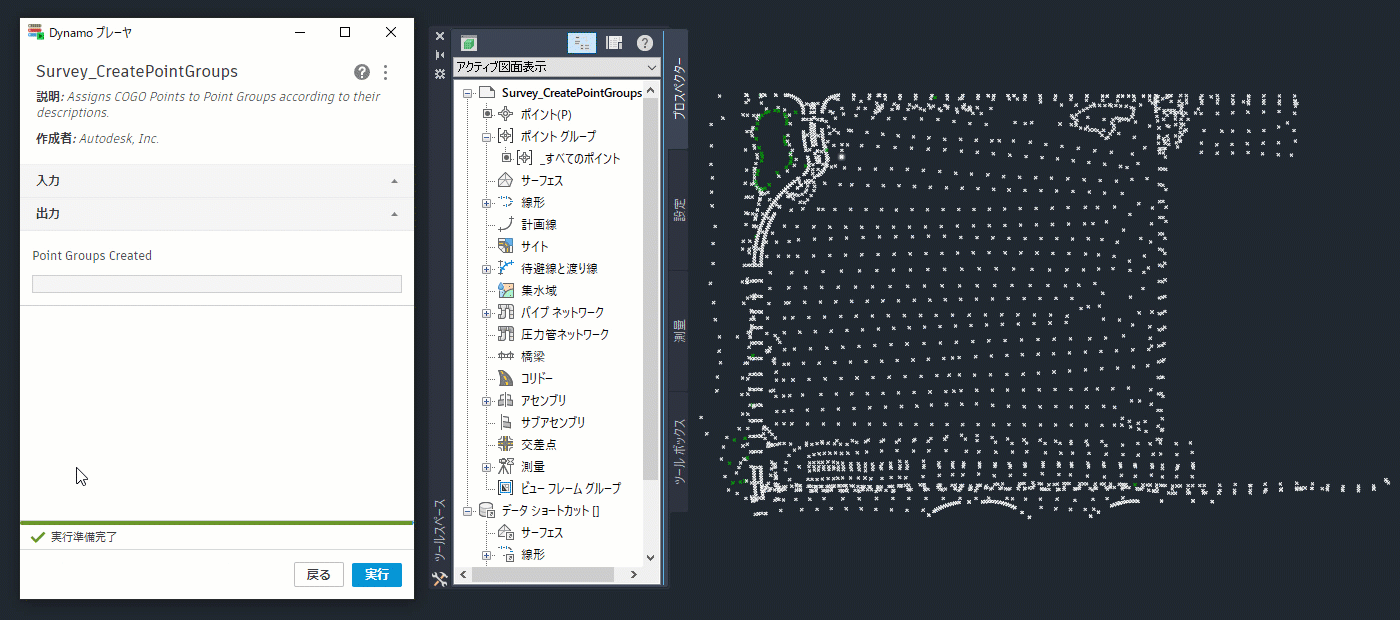 Dynamo プレーヤ
Survey_CreatePointGroups
説明: Assigns COGO Points to Point Groups according to their
descriptions.
作成者: Autodesk, Inc.
入力
出力
Point Groups Created
実行準備完了
戻る
実行
アクティブ図面表示
Survey_CreatePointGroups
ポイント(P)
ポイント グループ
_すべてのポイント
サーフェス
線形
計画線
サイト
待避線と渡り線
集水域
パイプ ネットワーク
圧力管ネットワーク
橋梁
コリドー
アセンブリ
サブアセンブリ
交差点
測量
ビュー フレーム グループ
データ ショートカット []
サーフェス
線形
ツールスペース
プロスペクター
設定
測量
ツール ボックス